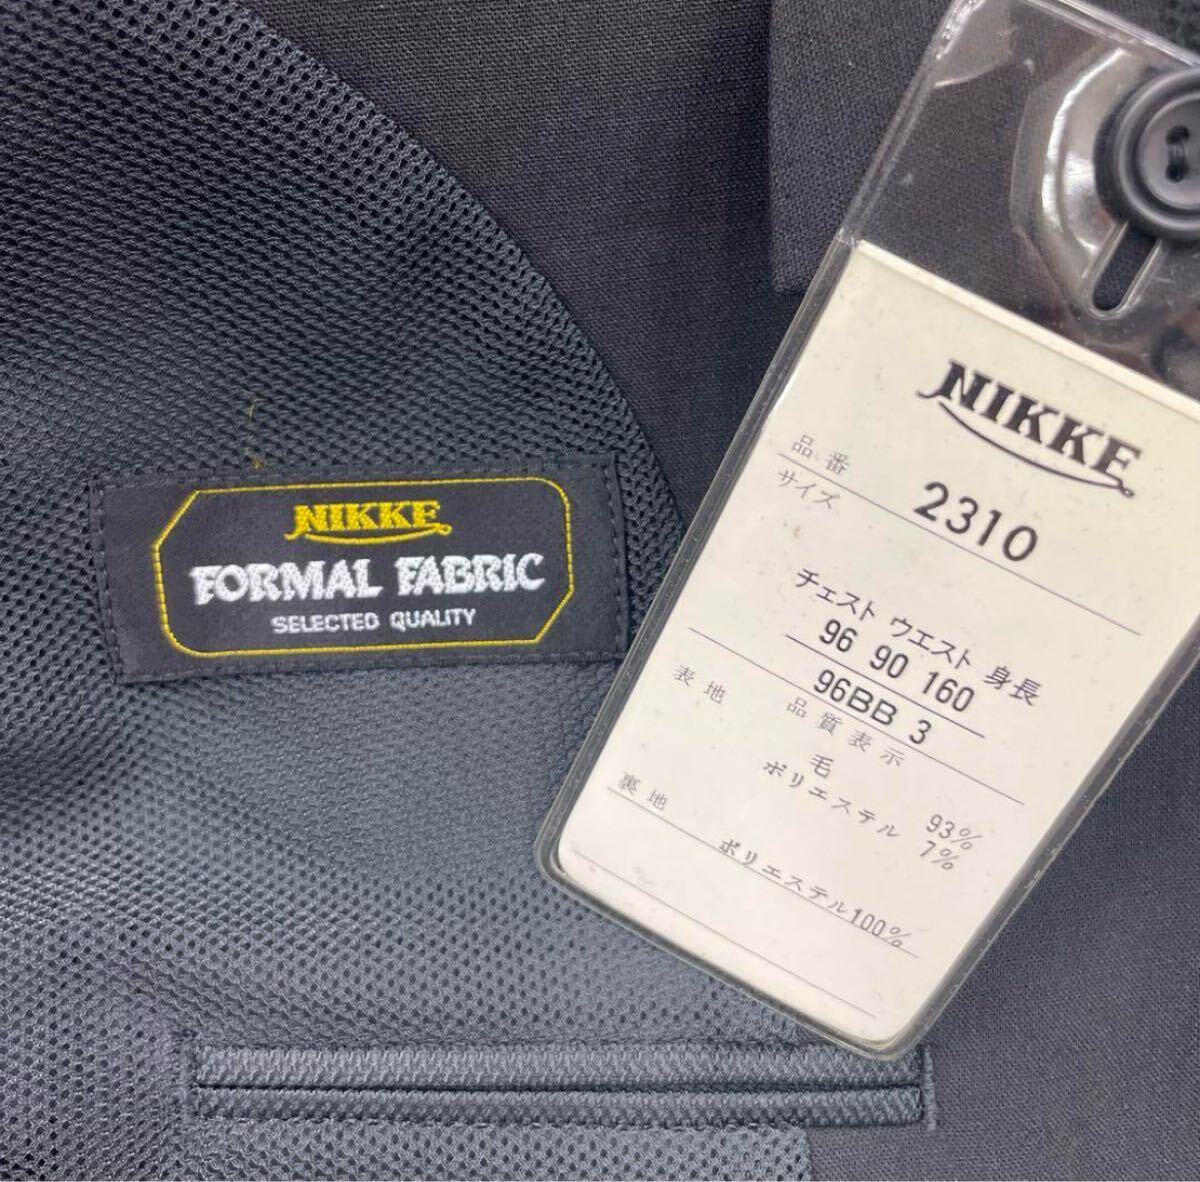 NIKKE
FORMAL FABRIC
SELECTED QUALITY
NIKKE
品番 2310
サイズ
チェスト ウエスト 身長
96 90 160
96BB 3
品質表示
表地 毛 93%
ポリエステル 7%
裏地
ポリエステル100%